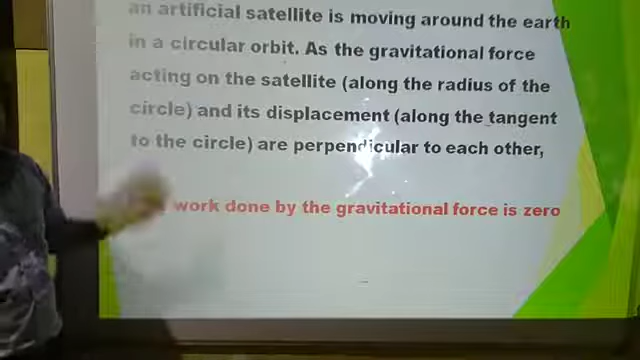 an artificial satellite is moving around the earth
in a circular orbit. As the gravitational force
acting on the satellite (along the radius of the
circle) and its displacement (along the tangent
to the circle) are perpendicular to each other,
work done by the gravitational force is zero